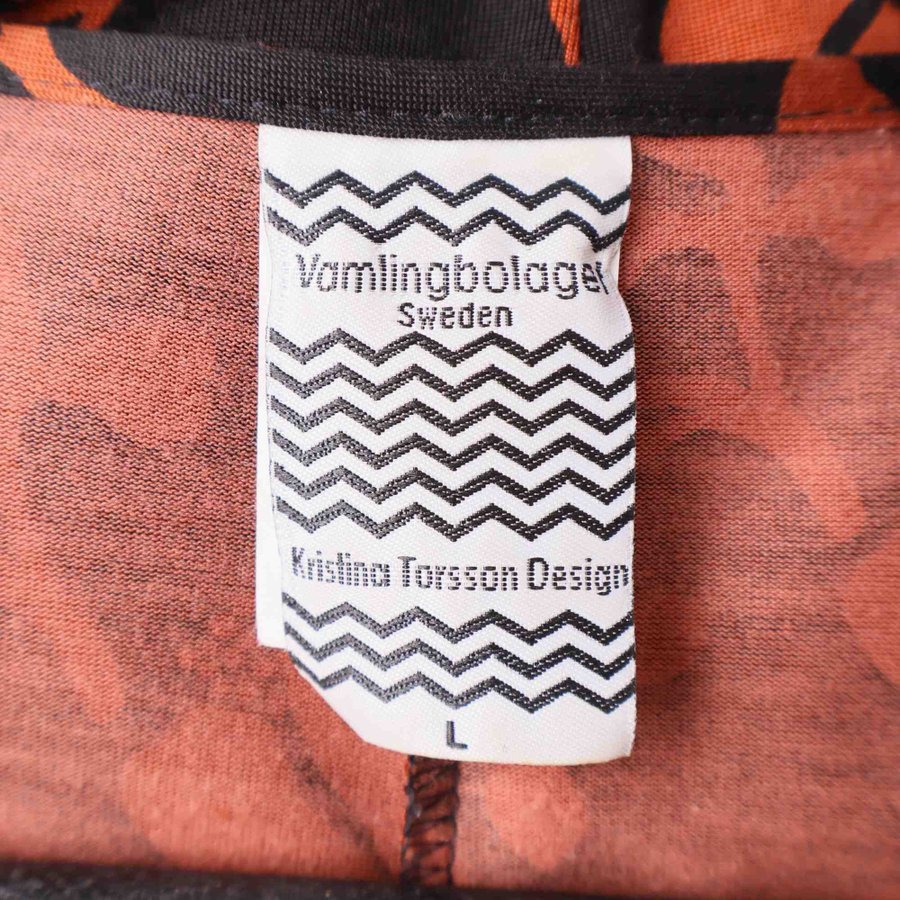 Vamlingbolaget
Sweden
Kristina Torsson Design
L